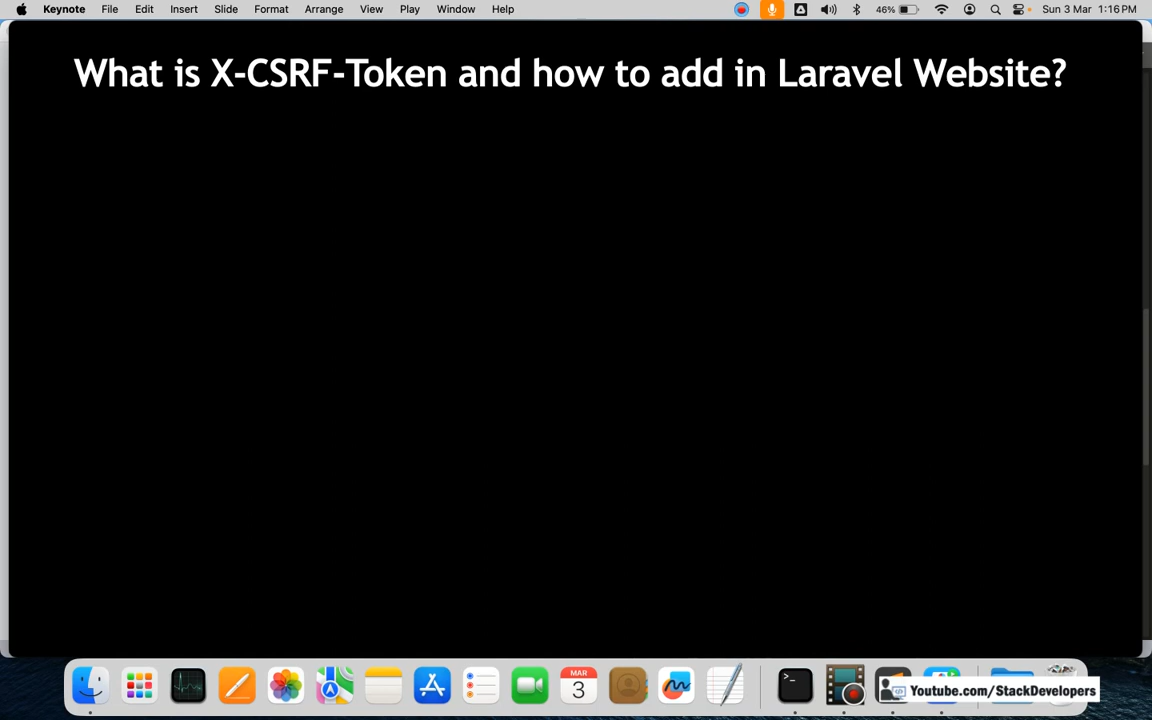 Keynote File Edit Insert Slide Format Arrange View Play Window Help 46% Sun 3 Mar 1:16 PM
What is X-CSRF-Token and how to add in Laravel Website?
MAR
3
>_
Youtube.com/StackDevelopers